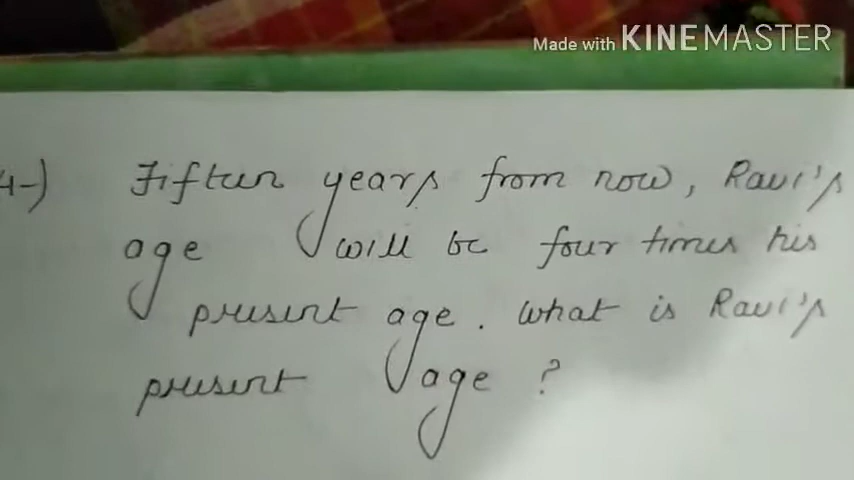 Made with KINEMASTER
4-) Fifteen years from now, Ravi's
age will be four times his
present age. What is Ravi's
present age ?